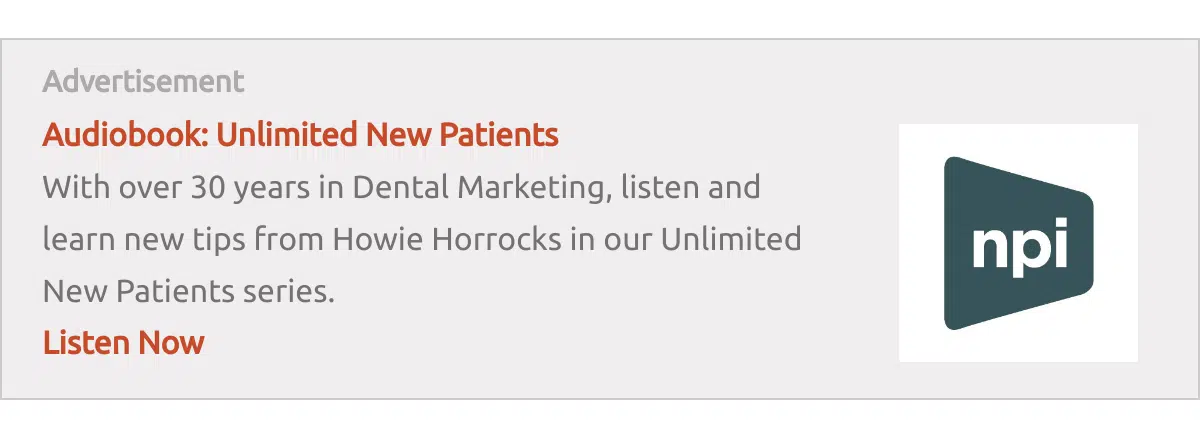 Advertisement
Audiobook: Unlimited New Patients
With over 30 years in Dental Marketing, listen and
learn new tips from Howie Horrocks in our Unlimited
New Patients series.
Listen Now
npi